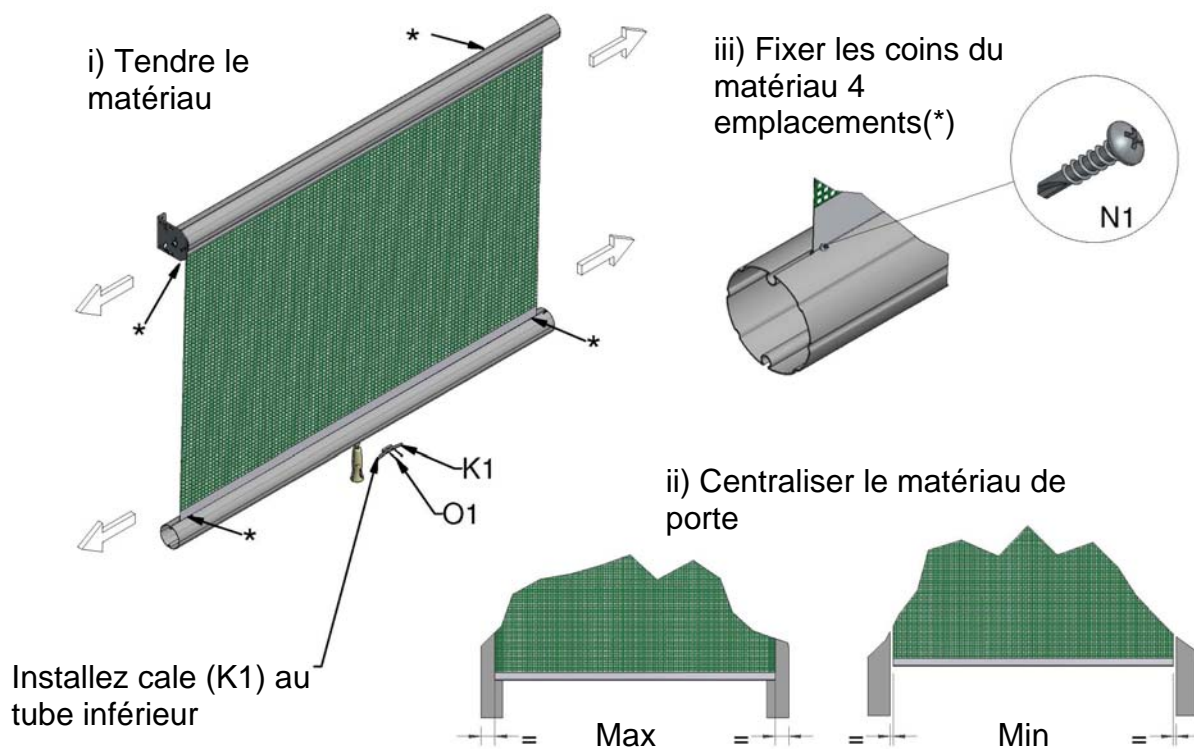 i) Tendre le
matériau
*
*
*
*
K1
O1
Installez cale (K1) au
tube inférieur
iii) Fixer les coins du
matériau 4
emplacements(*)
N1
ii) Centraliser le matériau de
porte
= Max =
= Min =